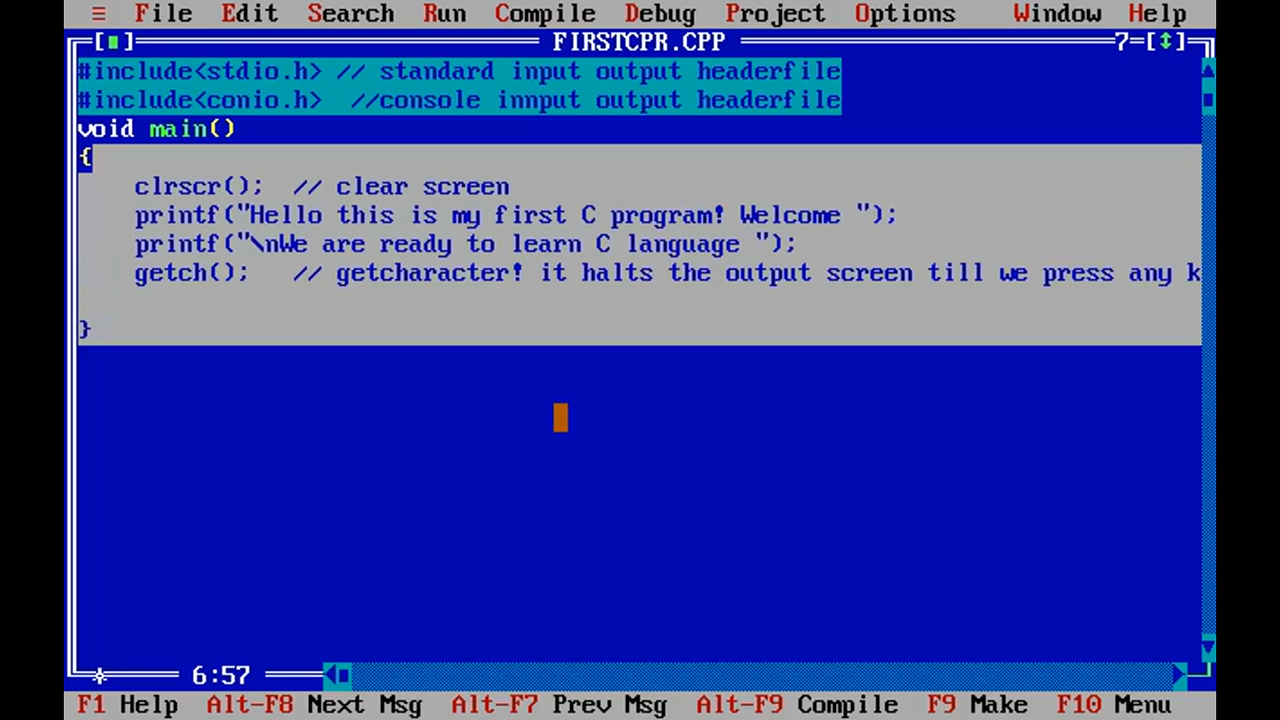 ≡ File Edit Search Run Compile Debug Project Options Window Help
[■] FIRSTCPR.CPP 7=[↕]
#include<stdio.h> // standard input output headerfile
#include<conio.h>  //console innput output headerfile
void main()
{
    clrscr();  // clear screen
    printf("Hello this is my first C program! Welcome ");
    printf("\nWe are ready to learn C language ");
    getch();   // getcharacter! it halts the output screen till we press any k
}
6:57
F1 Help Alt-F8 Next Msg Alt-F7 Prev Msg Alt-F9 Compile F9 Make F10 Menu